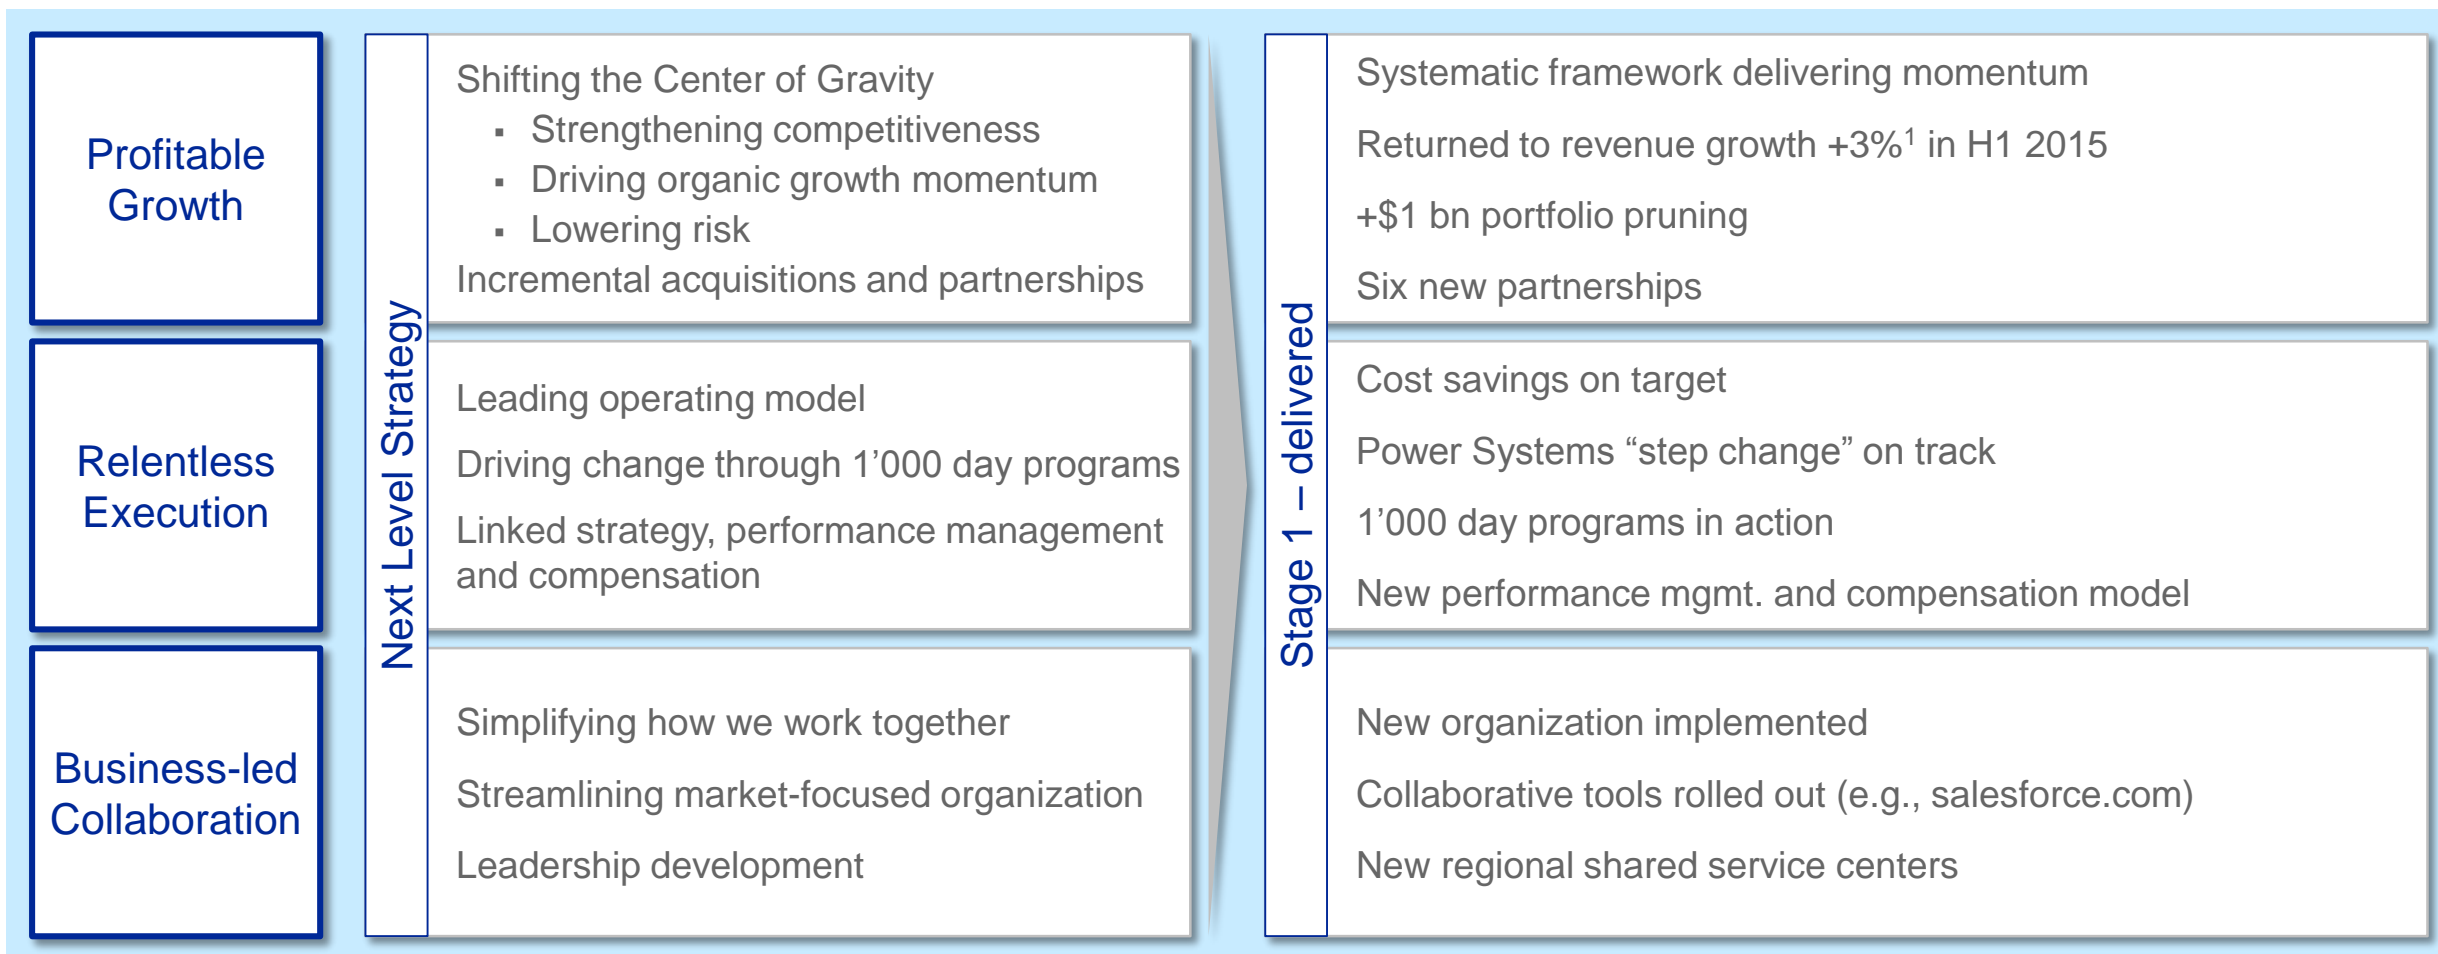 Profitable
Growth
Next Level Strategy
Shifting the Center of Gravity
▪ Strengthening competitiveness
▪ Driving organic growth momentum
▪ Lowering risk
Incremental acquisitions and partnerships
Stage 1 – delivered
Systematic framework delivering momentum
Returned to revenue growth +3%¹ in H1 2015
+$1 bn portfolio pruning
Six new partnerships
Relentless
Execution
Leading operating model
Driving change through 1’000 day programs
Linked strategy, performance management
and compensation
Cost savings on target
Power Systems “step change” on track
1’000 day programs in action
New performance mgmt. and compensation model
Business-led
Collaboration
Simplifying how we work together
Streamlining market-focused organization
Leadership development
New organization implemented
Collaborative tools rolled out (e.g., salesforce.com)
New regional shared service centers